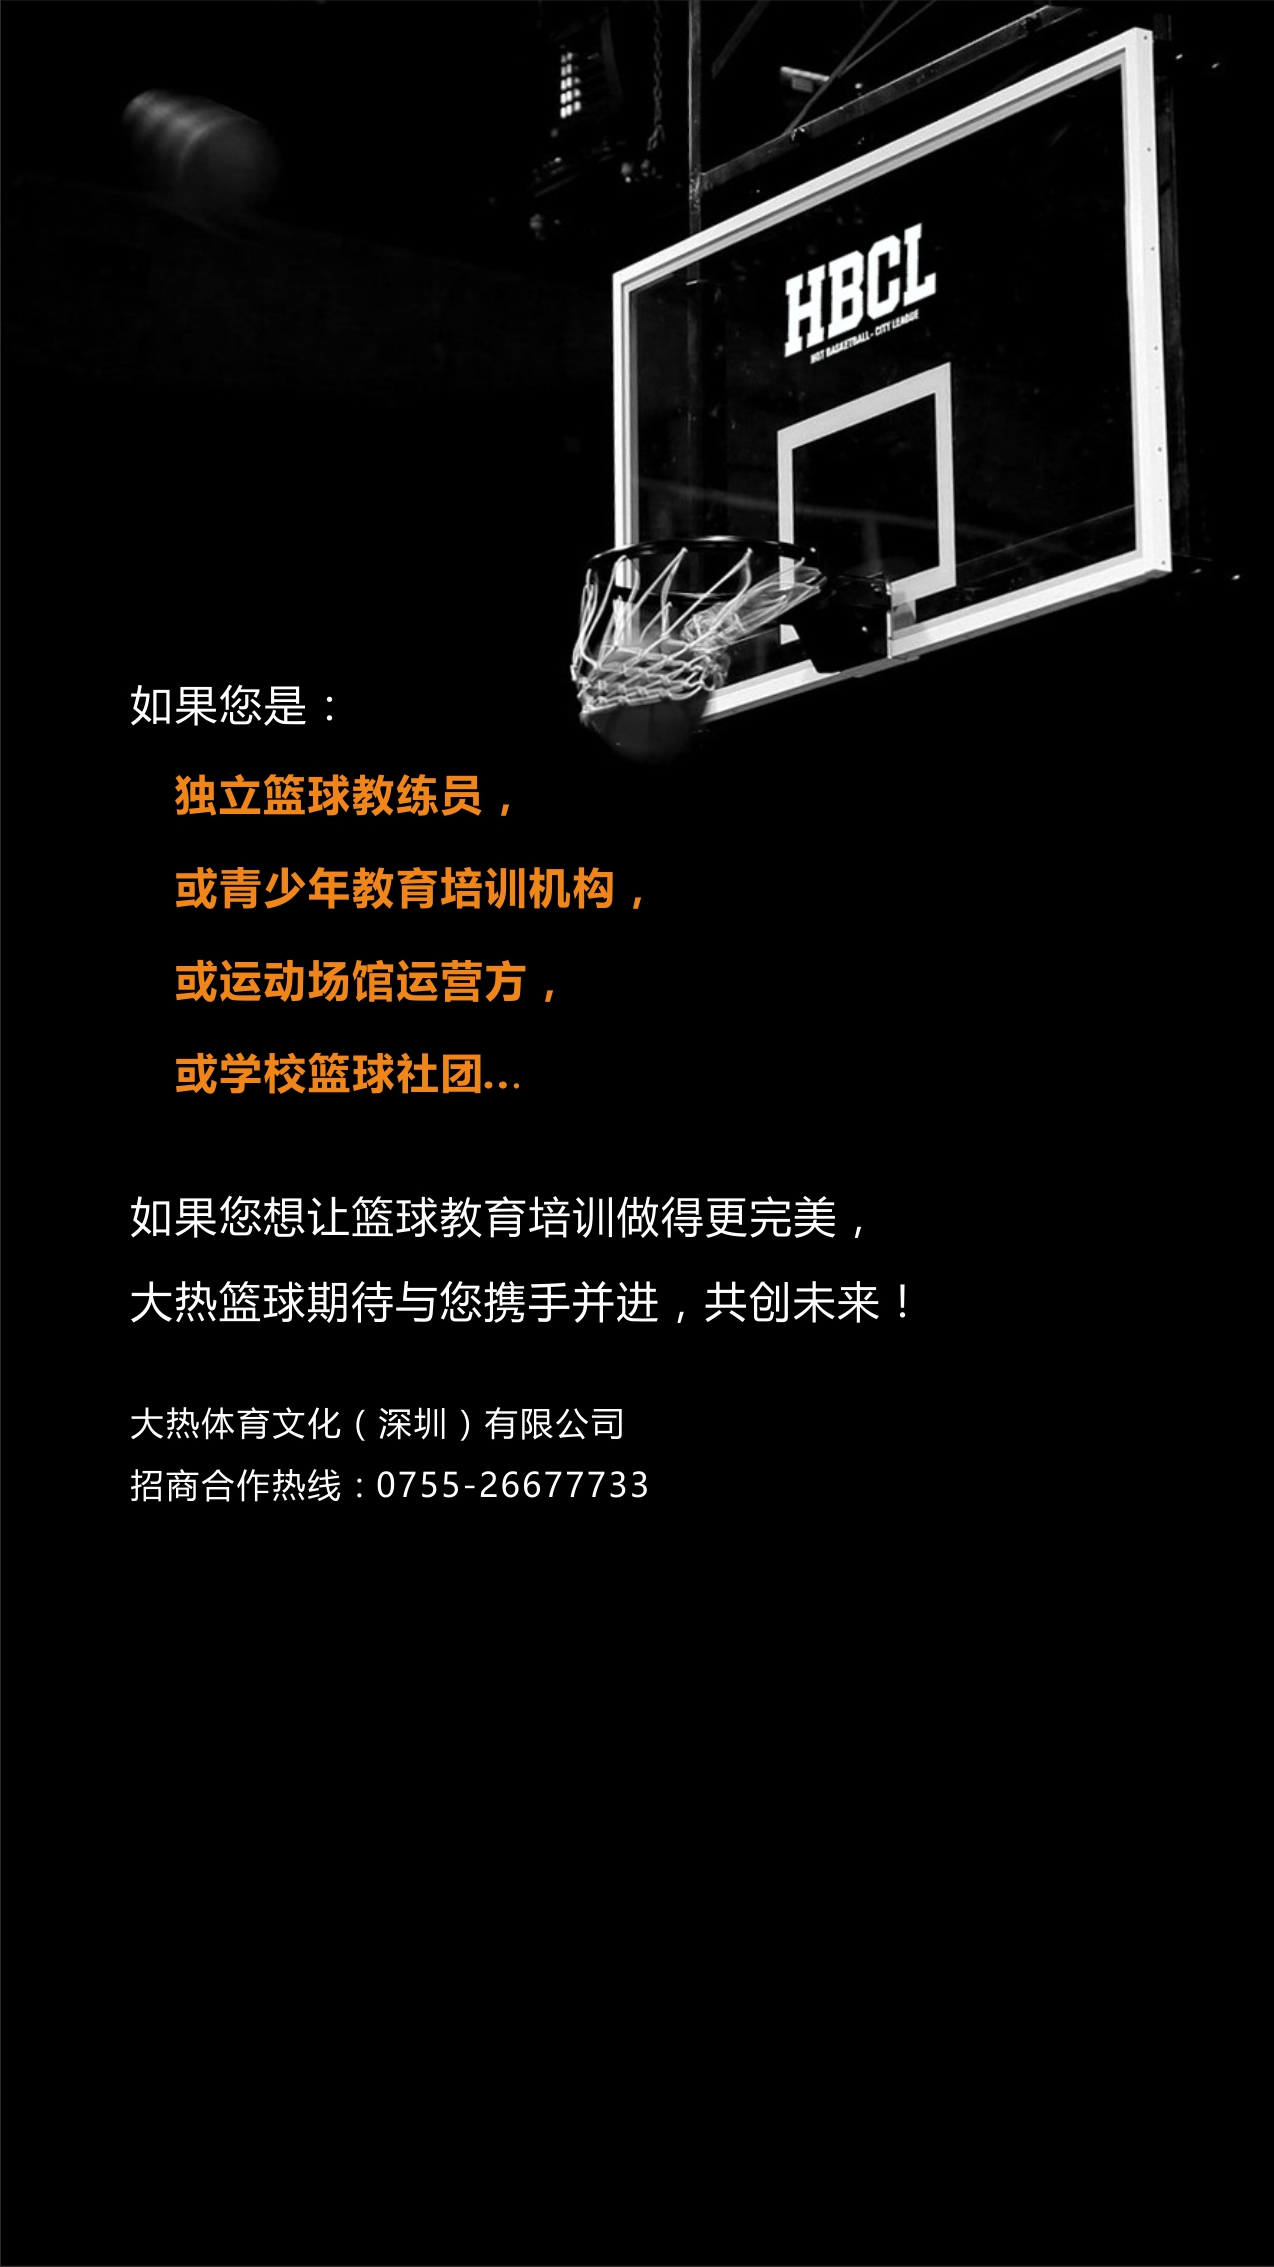 HBCL
HOT BASKETBALL - CITY LEAGUE
如果您是：
独立篮球教练员，
或青少年教育培训机构，
或运动场馆运营方，
或学校篮球社团...
如果您想让篮球教育培训做得更完美，
大热篮球期待与您携手并进，共创未来！
大热体育文化（深圳）有限公司
招商合作热线：0755-26677733